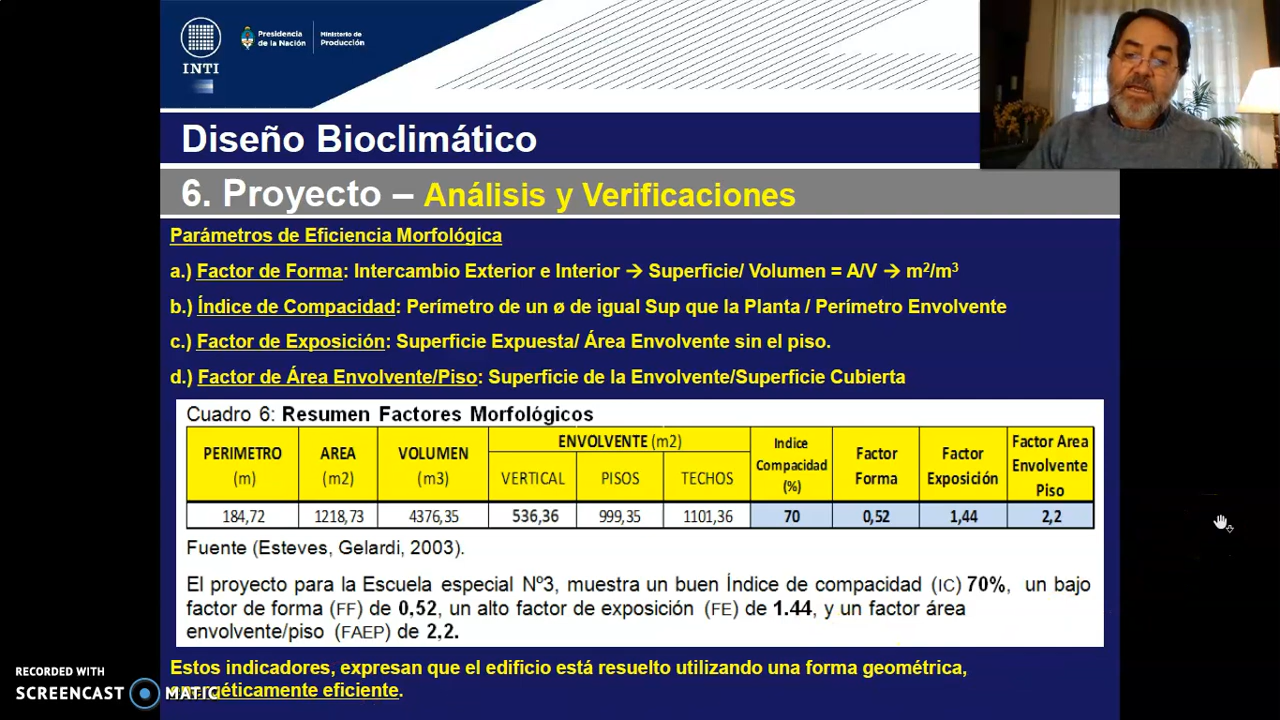 INTI
Presidencia
de la Nación
Ministerio de
Producción
Diseño Bioclimático
6. Proyecto – Análisis y Verificaciones
Parámetros de Eficiencia Morfológica
a.) Factor de Forma: Intercambio Exterior e Interior → Superficie/ Volumen = A/V → m²/m³
b.) Índice de Compacidad: Perímetro de un ø de igual Sup que la Planta / Perímetro Envolvente
c.) Factor de Exposición: Superficie Expuesta/ Área Envolvente sin el piso.
d.) Factor de Área Envolvente/Piso: Superficie de la Envolvente/Superficie Cubierta
Cuadro 6: Resumen Factores Morfológicos
PERIMETRO (m) AREA (m2) VOLUMEN (m3) ENVOLVENTE (m2) Indice Compacidad (%) Factor Forma Factor Exposición Factor Area Envolvente Piso
VERTICAL PISOS TECHOS
184,72 1218,73 4376,35 536,36 999,35 1101,36 70 0,52 1,44 2,2
Fuente (Esteves, Gelardi, 2003).
El proyecto para la Escuela especial Nº3, muestra un buen Índice de compacidad (IC) 70%, un bajo
factor de forma (FF) de 0,52, un alto factor de exposición (FE) de 1.44, y un factor área
envolvente/piso (FAEP) de 2,2.
Estos indicadores, expresan que el edificio está resuelto utilizando una forma geométrica,
eficiente.
RECORDED WITH
SCREENCAST MATIC